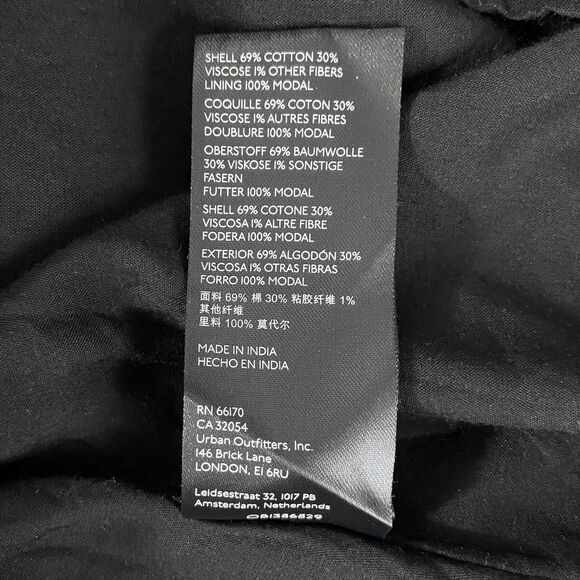 SHELL 69% COTTON 30%
VISCOSE 1% OTHER FIBERS
LINING 100% MODAL
COQUILLE 69% COTON 30%
VISCOSE 1% AUTRES FIBRES
DOUBLURE 100% MODAL
OBERSTOFF 69% BAUMWOLLE
30% VISKOSE 1% SONSTIGE
FASERN
FUTTER 100% MODAL
SHELL 69% COTONE 30%
VISCOSA 1% ALTRE FIBRE
FODERA 100% MODAL
EXTERIOR 69% ALGODÓN 30%
VISCOSA 1% OTRAS FIBRAS
FORRO 100% MODAL
面料 69% 棉 30% 粘胶纤维 1%
其他纤维
里料 100% 莫代尔
MADE IN INDIA
HECHO EN INDIA
RN 66170
CA 32054
Urban Outfitters, Inc.
146 Brick Lane
LONDON, E1 6RU
Leidsestraat 32, 1017 PB
Amsterdam, Netherlands